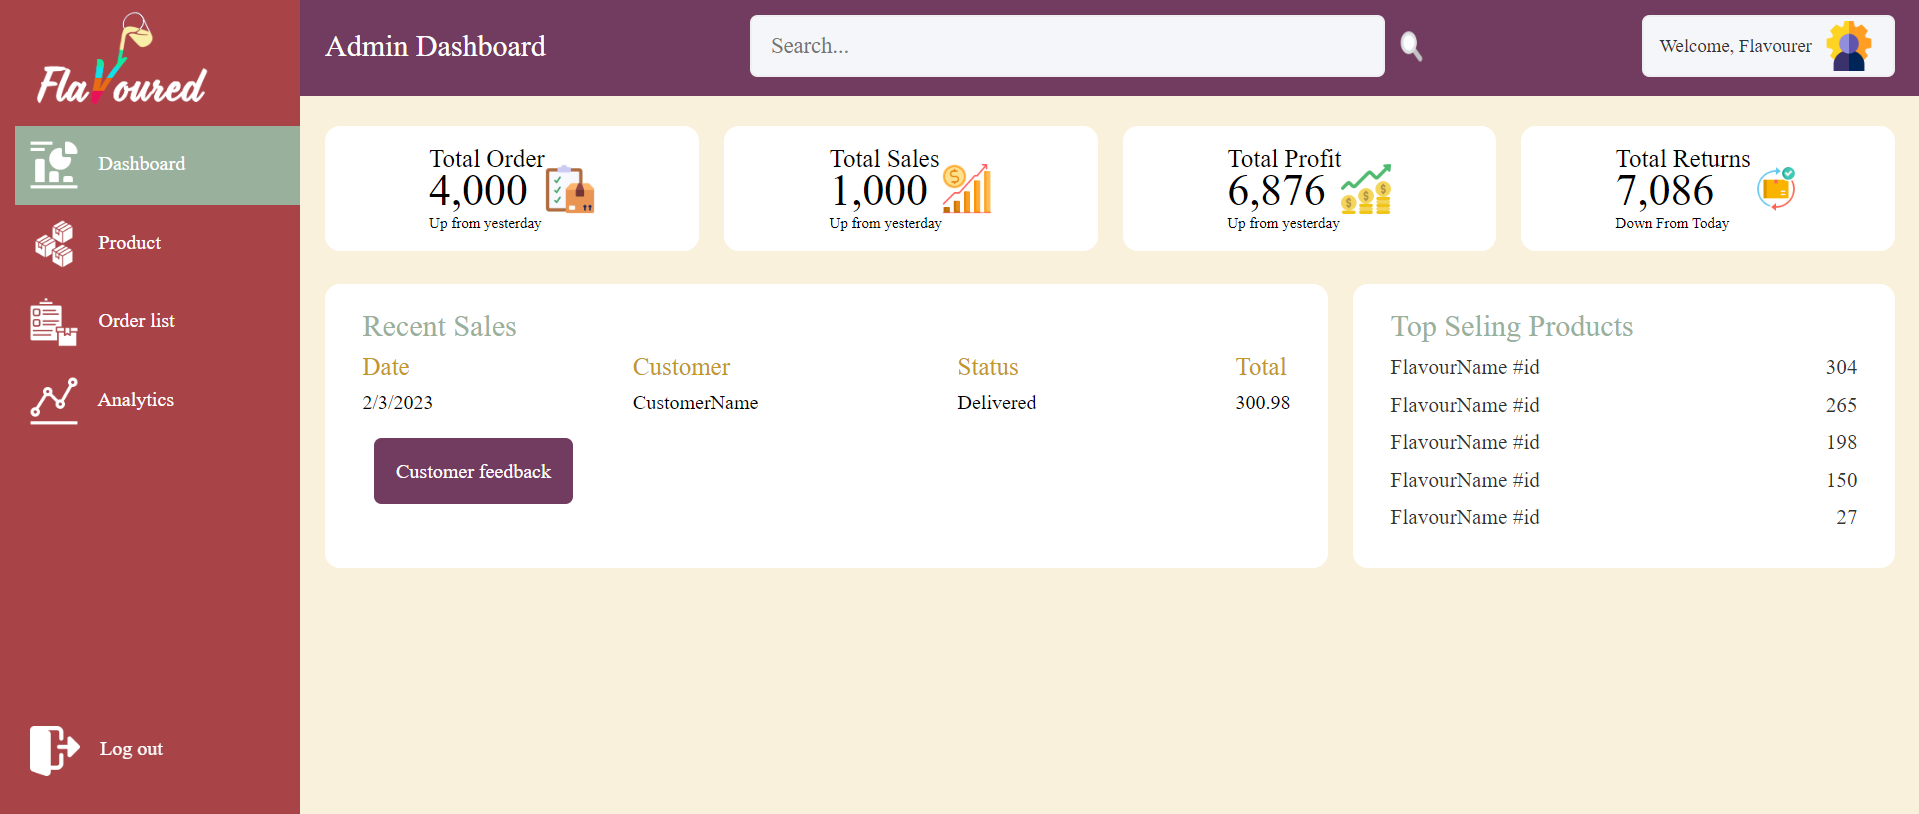 Flavoured
Admin Dashboard
Search...
Welcome, Flavourer
Dashboard
Product
Order list
Analytics
Log out
Total Order
4,000
Up from yesterday
Total Sales
1,000
Up from yesterday
Total Profit
6,876
Up from yesterday
Total Returns
7,086
Down From Today
Recent Sales
Date Customer Status Total
2/3/2023 CustomerName Delivered 300.98
Customer feedback
Top Seling Products
FlavourName #id 304
FlavourName #id 265
FlavourName #id 198
FlavourName #id 150
FlavourName #id 27